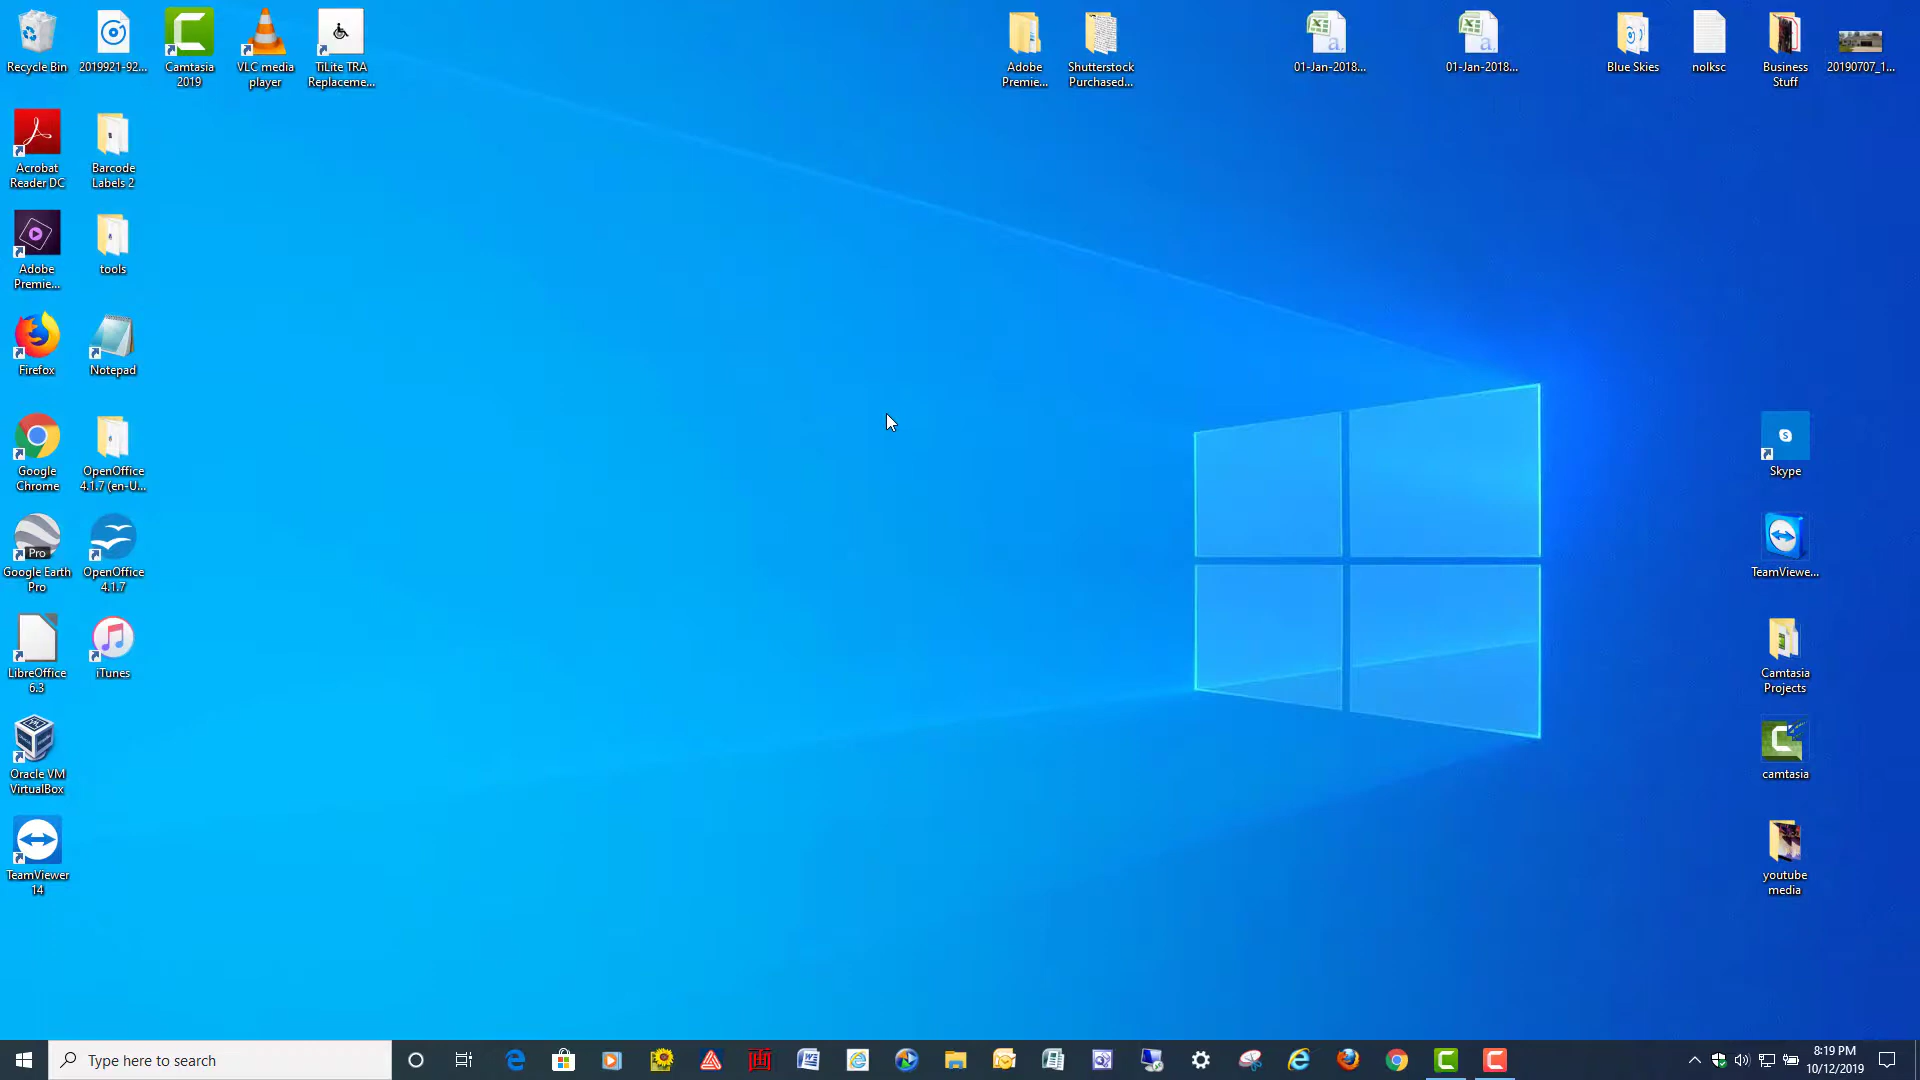 Recycle Bin
2019921-92...
Camtasia
2019
VLC media
player
TiLite TRA
Replaceme...
Adobe
Premie...
Shutterstock
Purchased...
01-Jan-2018...
01-Jan-2018...
Blue Skies
nolksc
Business
Stuff
20190707_1...
Acrobat
Reader DC
Barcode
Labels 2
Adobe
Premie...
tools
Firefox
Notepad
Google
Chrome
OpenOffice
4.1.7 (en-U...
Skype
Pro
Google Earth
Pro
OpenOffice
4.1.7
TeamViewe...
LibreOffice
6.3
iTunes
Camtasia
Projects
Oracle VM
VirtualBox
camtasia
TeamViewer
14
youtube
media
Type here to search
8:19 PM
10/12/2019